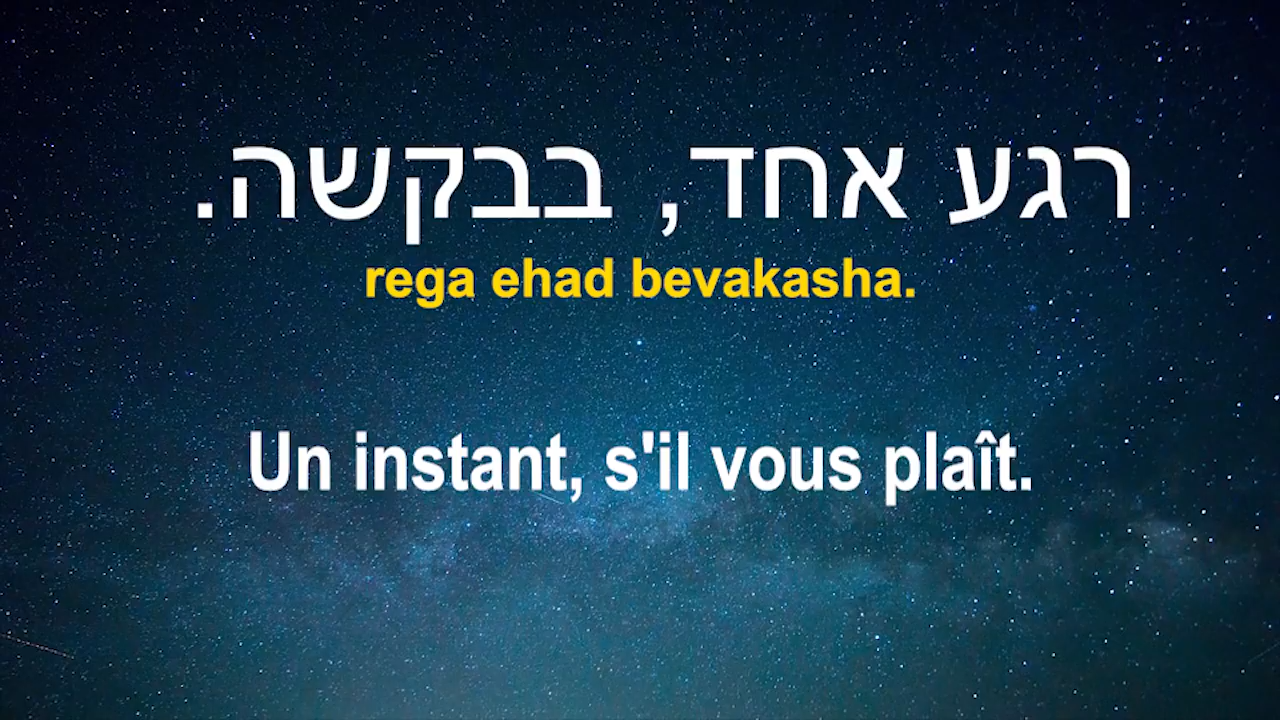 רגע אחד, בבקשה.
rega ehad bevakasha.
Un instant, s'il vous plaît.